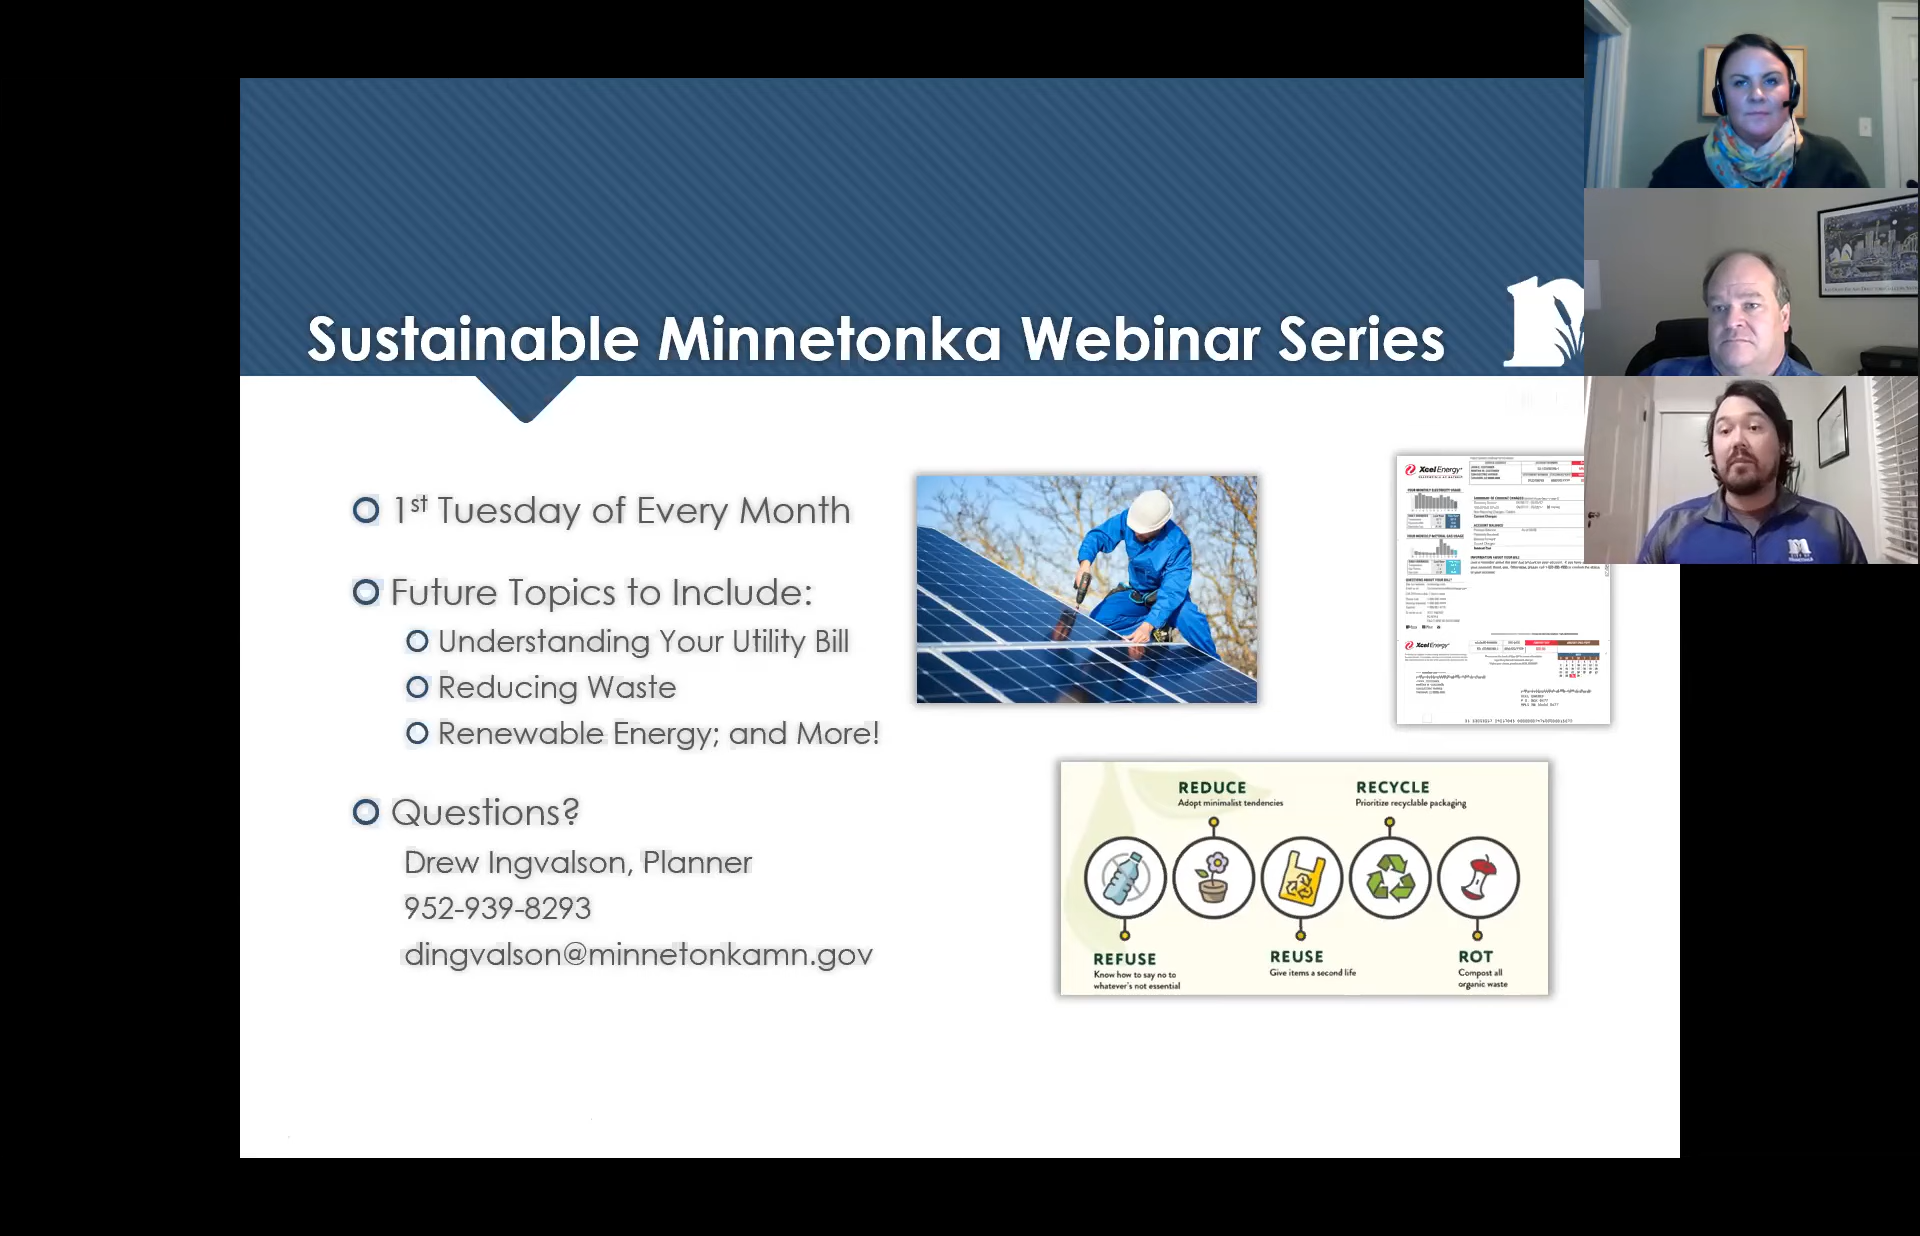 Sustainable Minnetonka Webinar Series
1st Tuesday of Every Month
Future Topics to Include:
Understanding Your Utility Bill
Reducing Waste
Renewable Energy; and More!
Questions?
Drew Ingvalson, Planner
952-939-8293
dingvalson@minnetonkamn.gov
Xcel Energy
Xcel Energy
REDUCE
Adopt minimalist tendencies
RECYCLE
Prioritize recyclable packaging
REFUSE
Know how to say no to
whatever's not essential
REUSE
Give items a second life
ROT
Compost all
organic waste